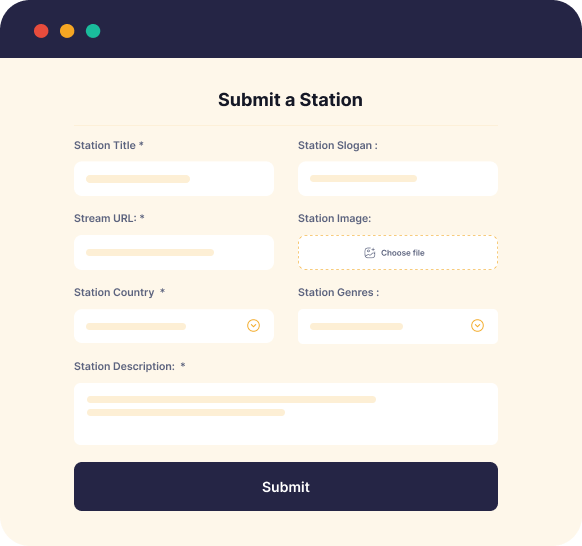 Submit a Station
Station Title *
Station Slogan :
Stream URL: *
Station Image:
Choose file
Station Country  *
Station Genres :
Station Description:  *
Submit